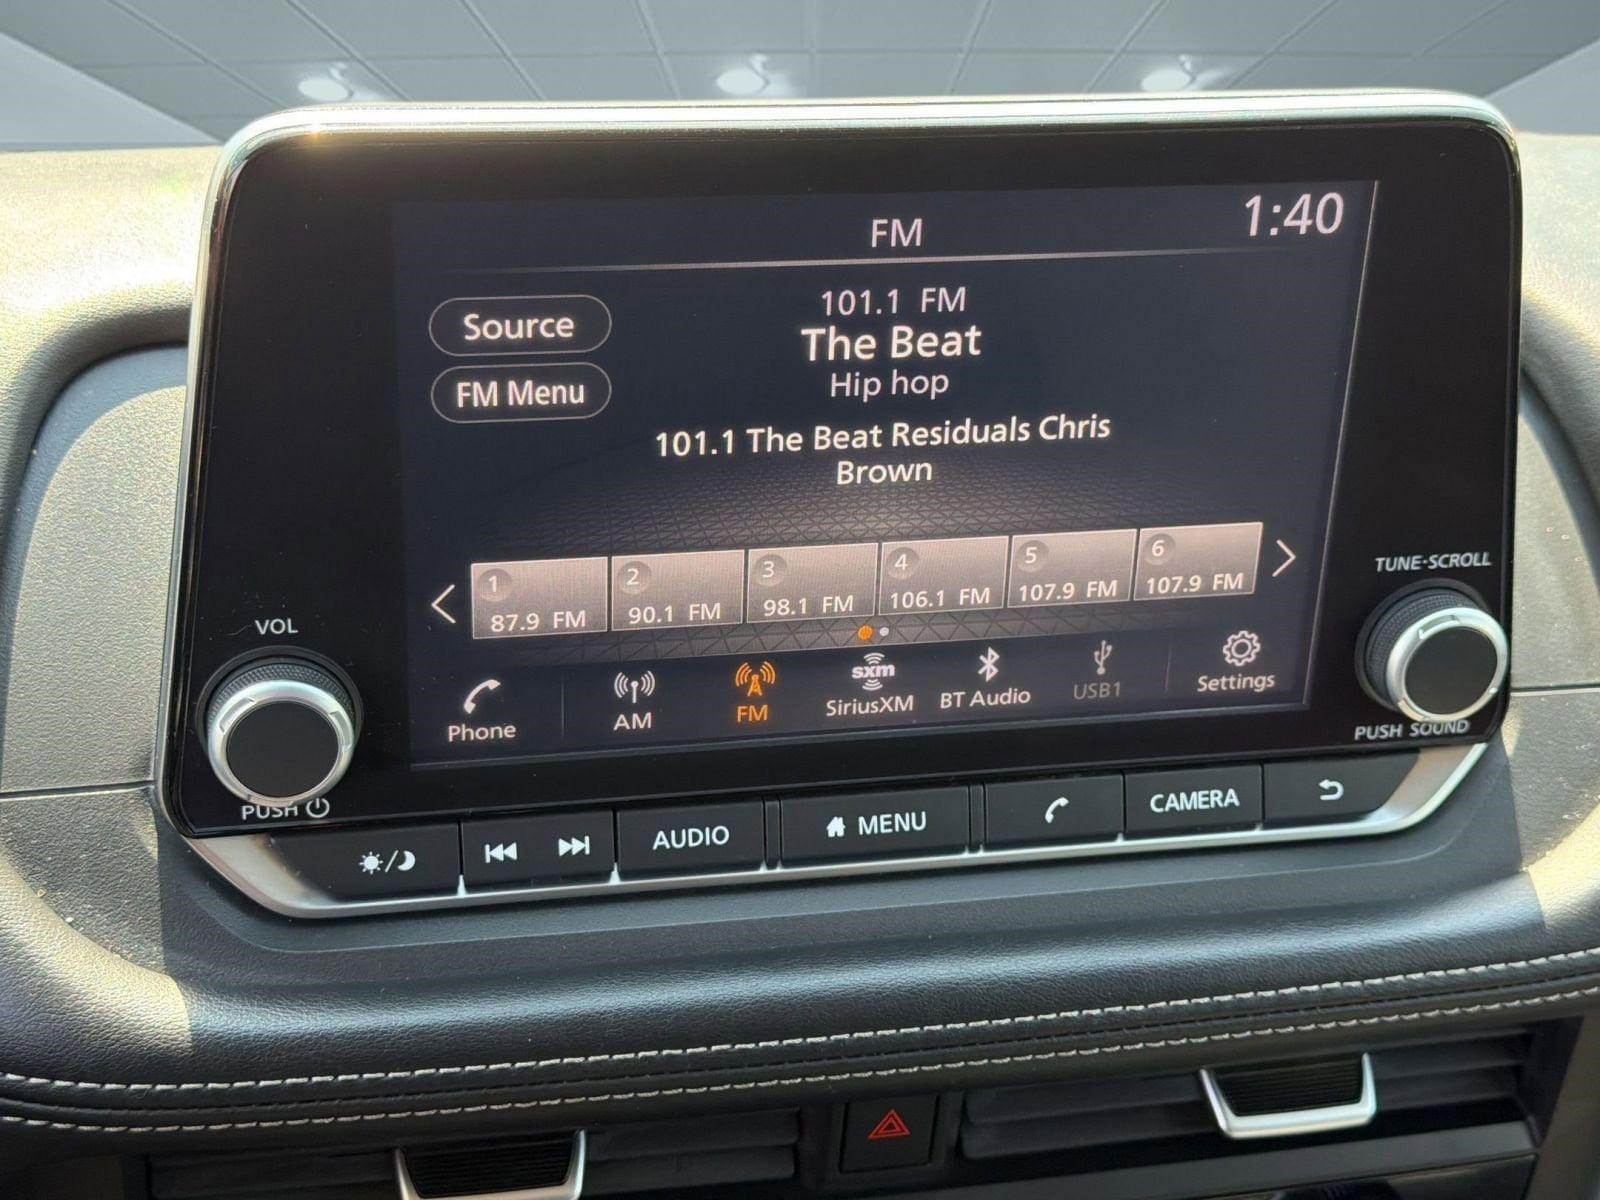 FM
1:40
Source
FM Menu
101.1 FM
The Beat
Hip hop
101.1 The Beat Residuals Chris
Brown
1
87.9 FM
2
90.1 FM
3
98.1 FM
4
106.1 FM
5
107.9 FM
6
107.9 FM
Phone
AM
FM
sxm
SiriusXM
BT Audio
USB1
Settings
VOL
PUSH
TUNE·SCROLL
PUSH SOUND
AUDIO
MENU
CAMERA